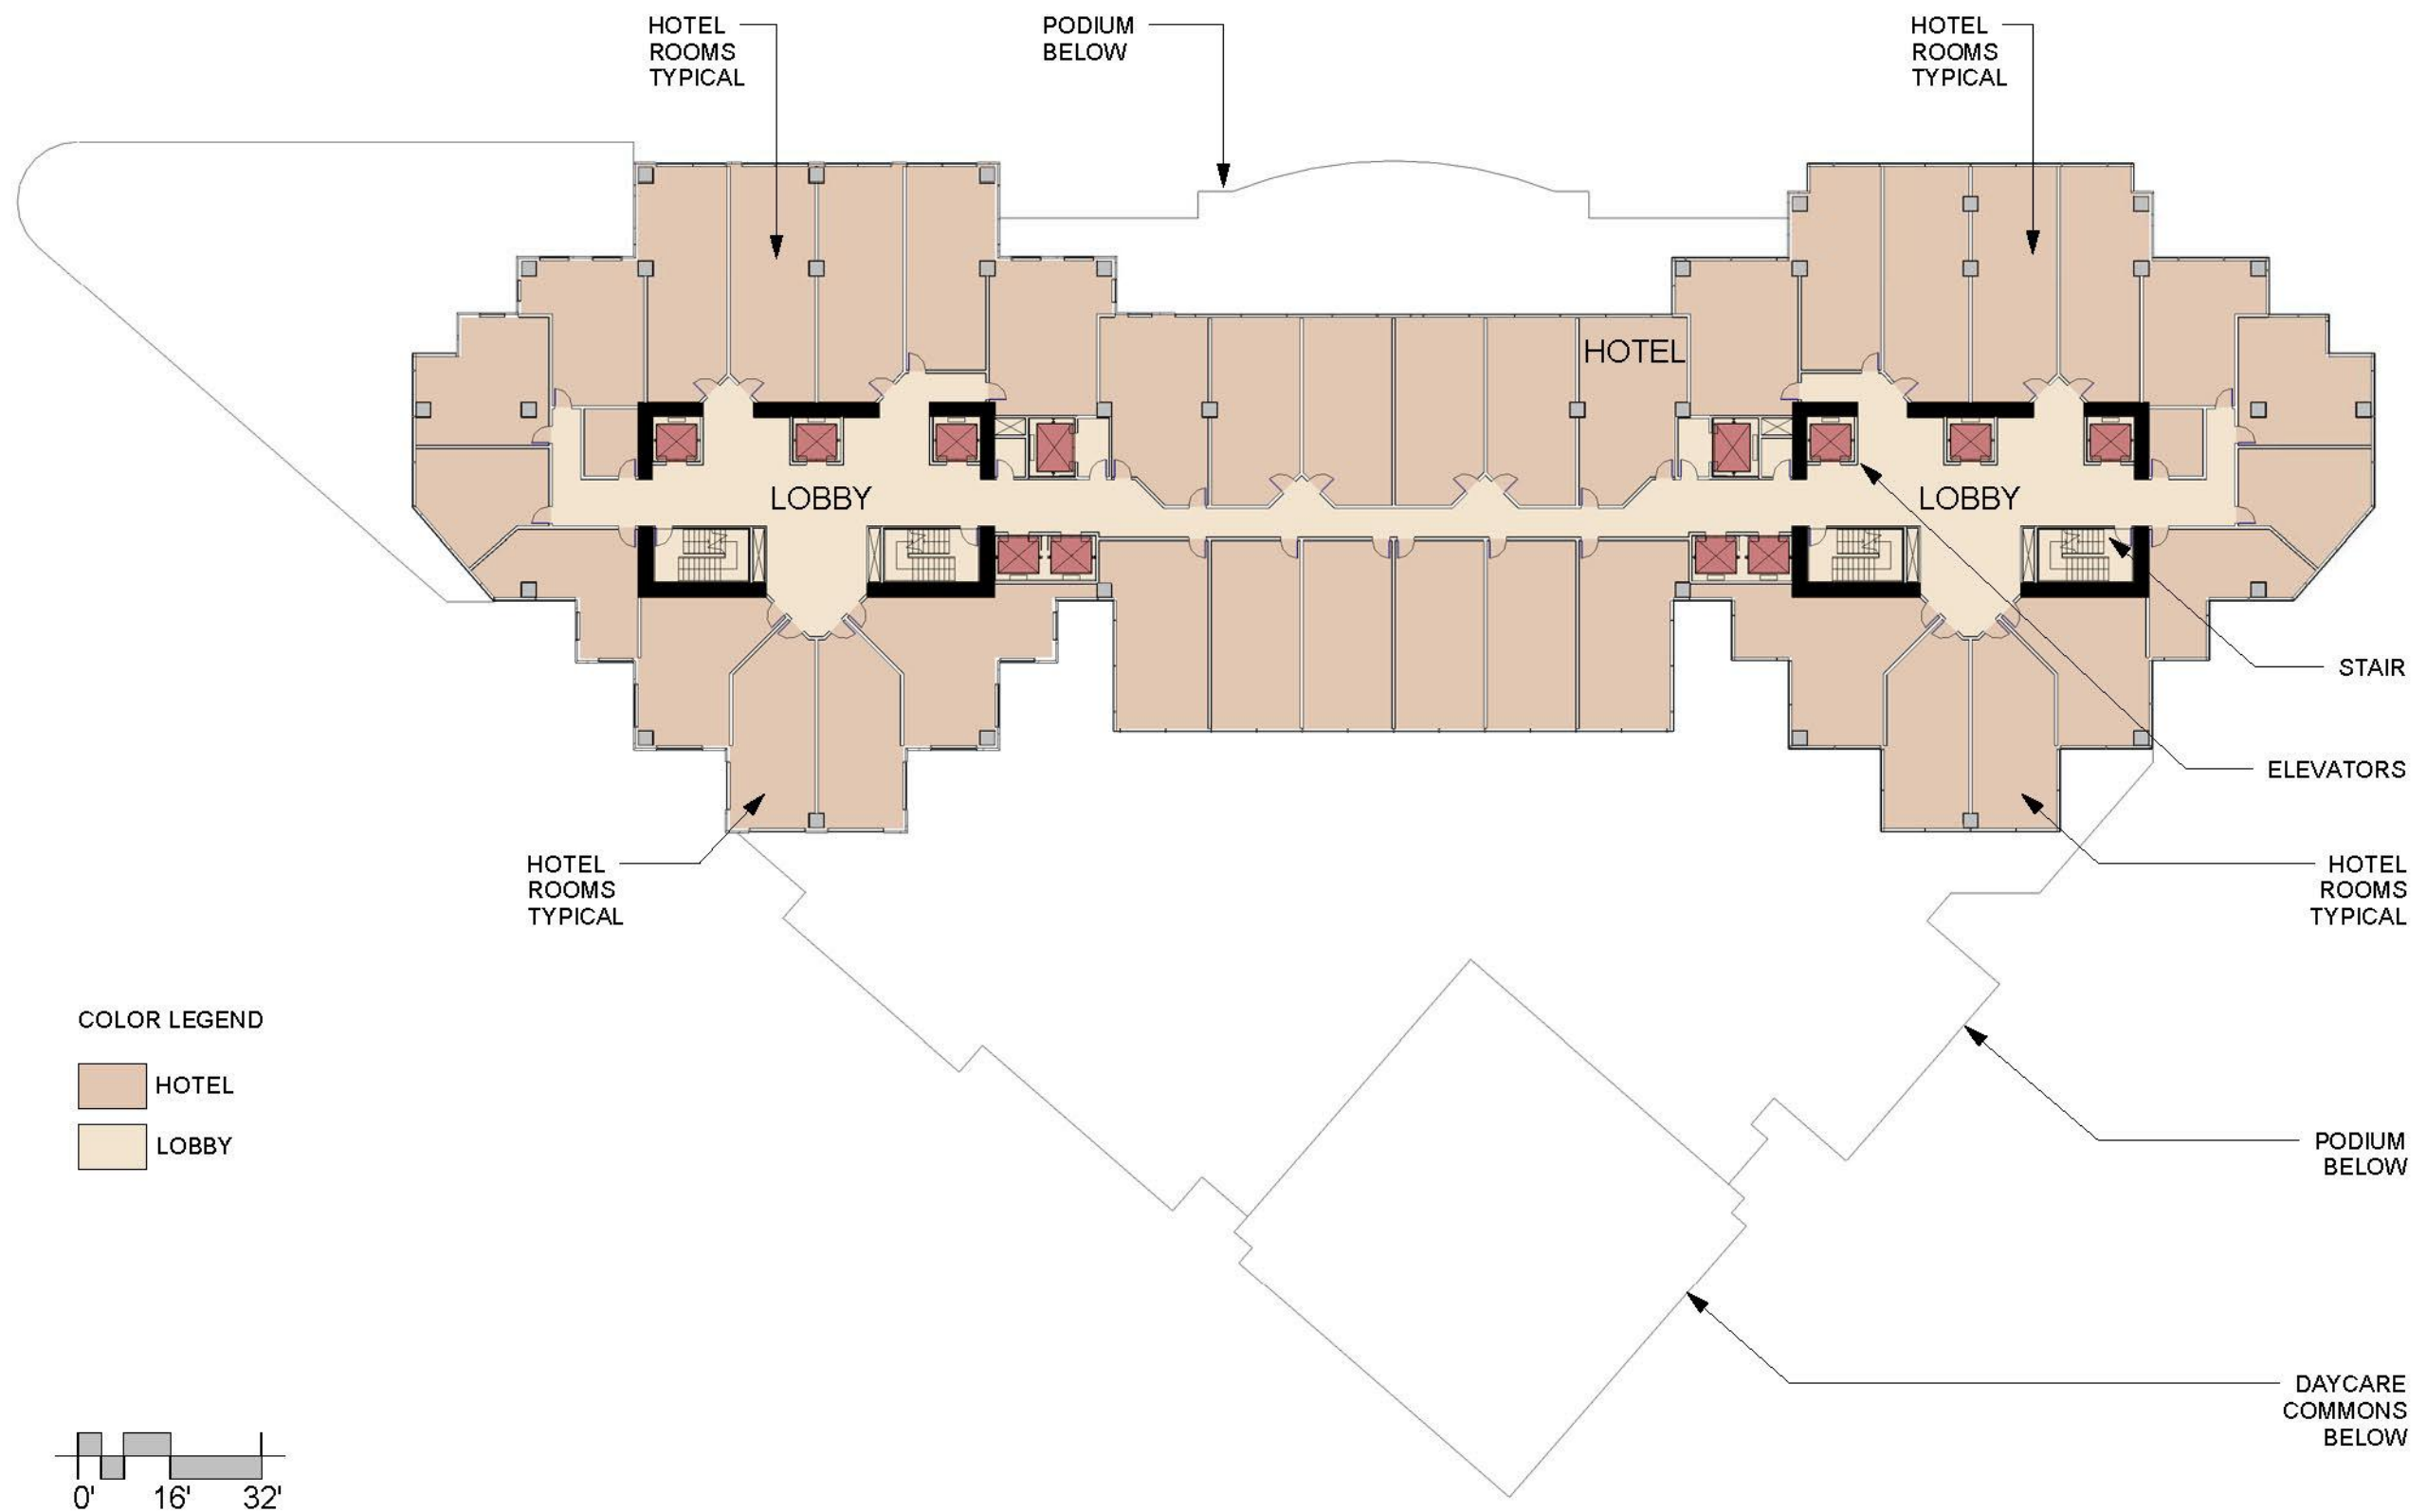 HOTEL
ROOMS
TYPICAL
PODIUM
BELOW
HOTEL
ROOMS
TYPICAL
HOTEL
LOBBY
LOBBY
STAIR
ELEVATORS
HOTEL
ROOMS
TYPICAL
HOTEL
ROOMS
TYPICAL
COLOR LEGEND
HOTEL
LOBBY
PODIUM
BELOW
DAYCARE
COMMONS
BELOW
0' 16' 32'